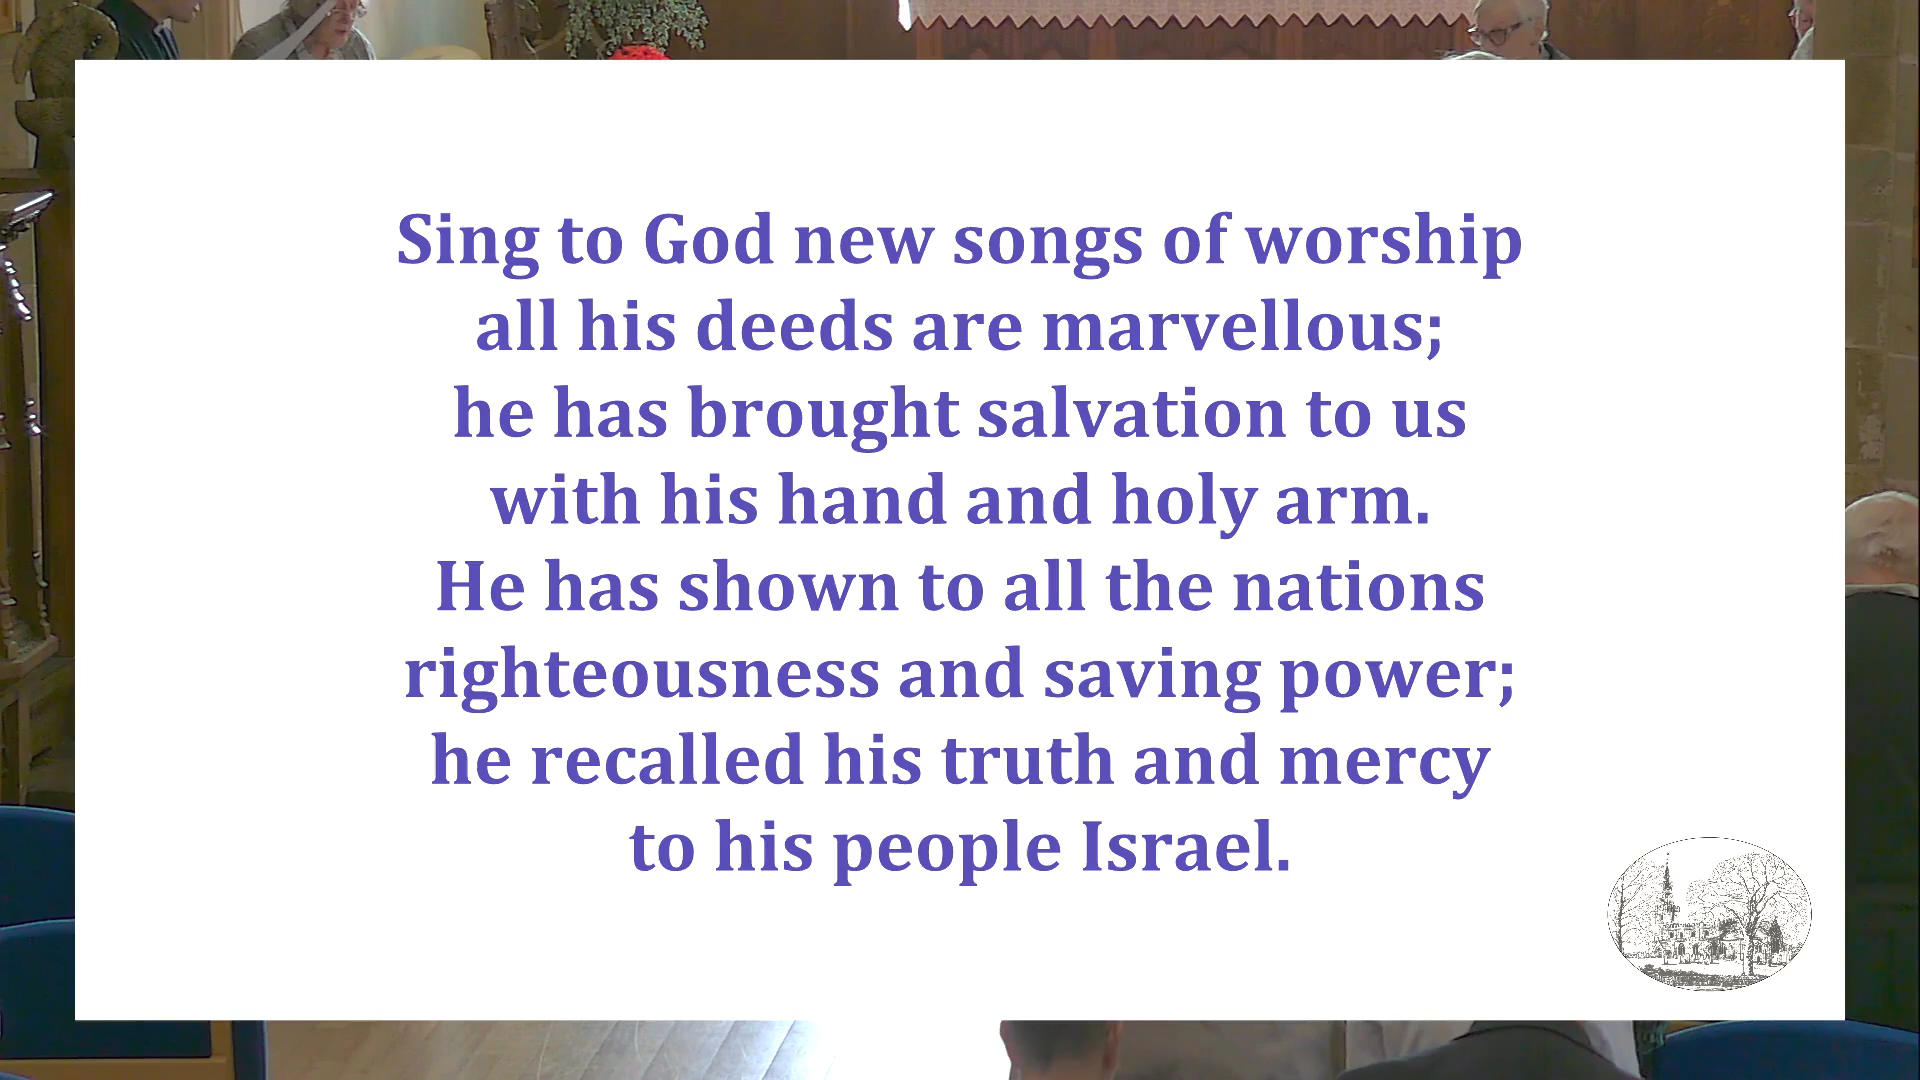 Sing to God new songs of worship
all his deeds are marvellous;
he has brought salvation to us
with his hand and holy arm.
He has shown to all the nations
righteousness and saving power;
he recalled his truth and mercy
to his people Israel.